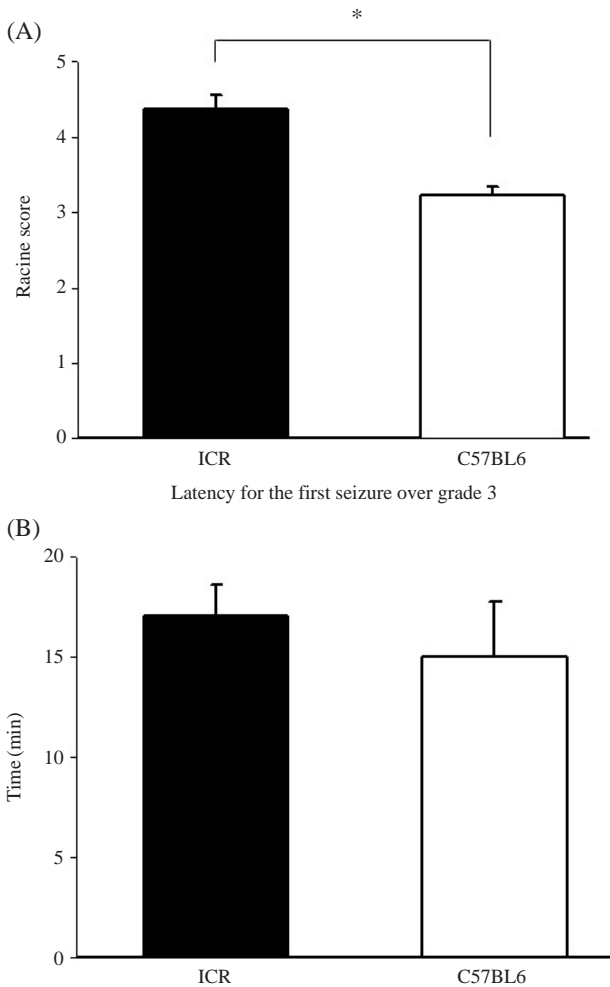 (A)
*
5
4
3
2
1
0
Racine score
ICR C57BL6
Latency for the first seizure over grade 3
(B)
20
15
10
5
0
Time (min)
ICR C57BL6